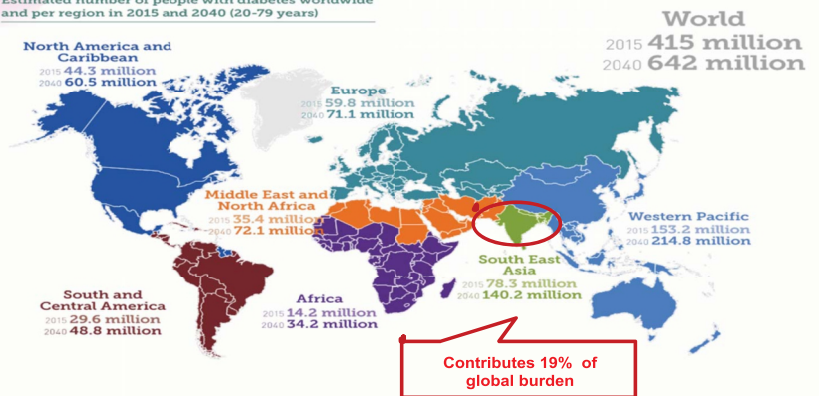 Estimated number of people with diabetes worldwide
and per region in 2015 and 2040 (20-79 years)
World
2015 415 million
2040 642 million
North America and
Caribbean
2015 44.3 million
2040 60.5 million
Europe
2015 59.8 million
2040 71.1 million
Middle East and
North Africa
2015 35.4 million
2040 72.1 million
Western Pacific
2015 153.2 million
2040 214.8 million
South East
Asia
2015 78.3 million
2040 140.2 million
South and
Central America
2015 29.6 million
2040 48.8 million
Africa
2015 14.2 million
2040 34.2 million
Contributes 19% of
global burden